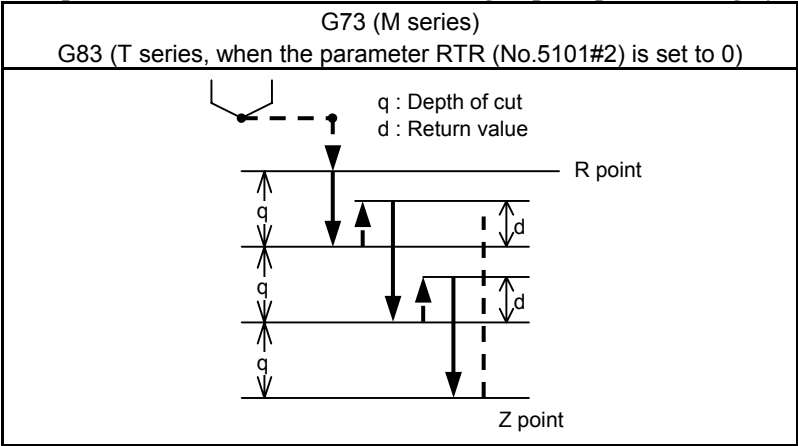 G73 (M series)
G83 (T series, when the parameter RTR (No.5101#2) is set to 0)
q : Depth of cut
d : Return value
R point
q
d
q
d
q
Z point